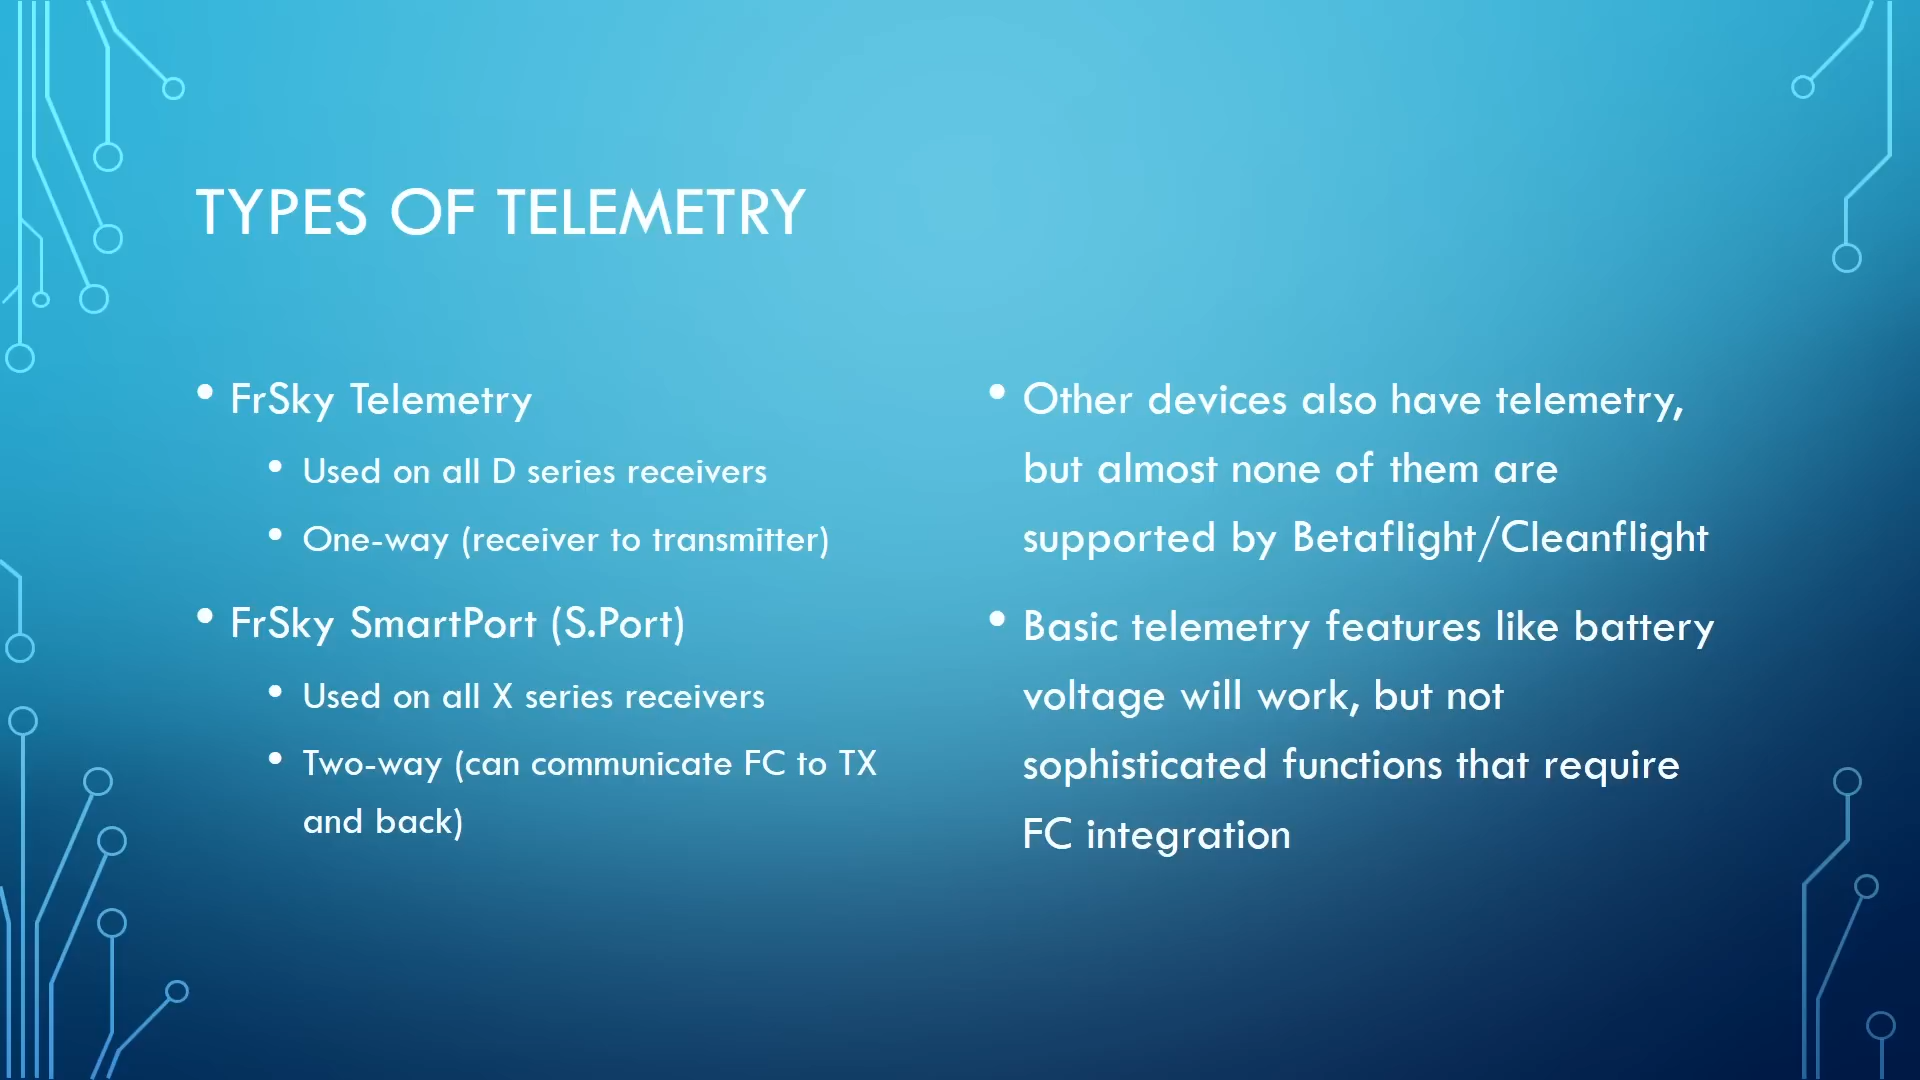 TYPES OF TELEMETRY
• FrSky Telemetry
• Used on all D series receivers
• One-way (receiver to transmitter)
• FrSky SmartPort (S.Port)
• Used on all X series receivers
• Two-way (can communicate FC to TX
and back)
• Other devices also have telemetry,
but almost none of them are
supported by Betaflight/Cleanflight
• Basic telemetry features like battery
voltage will work, but not
sophisticated functions that require
FC integration